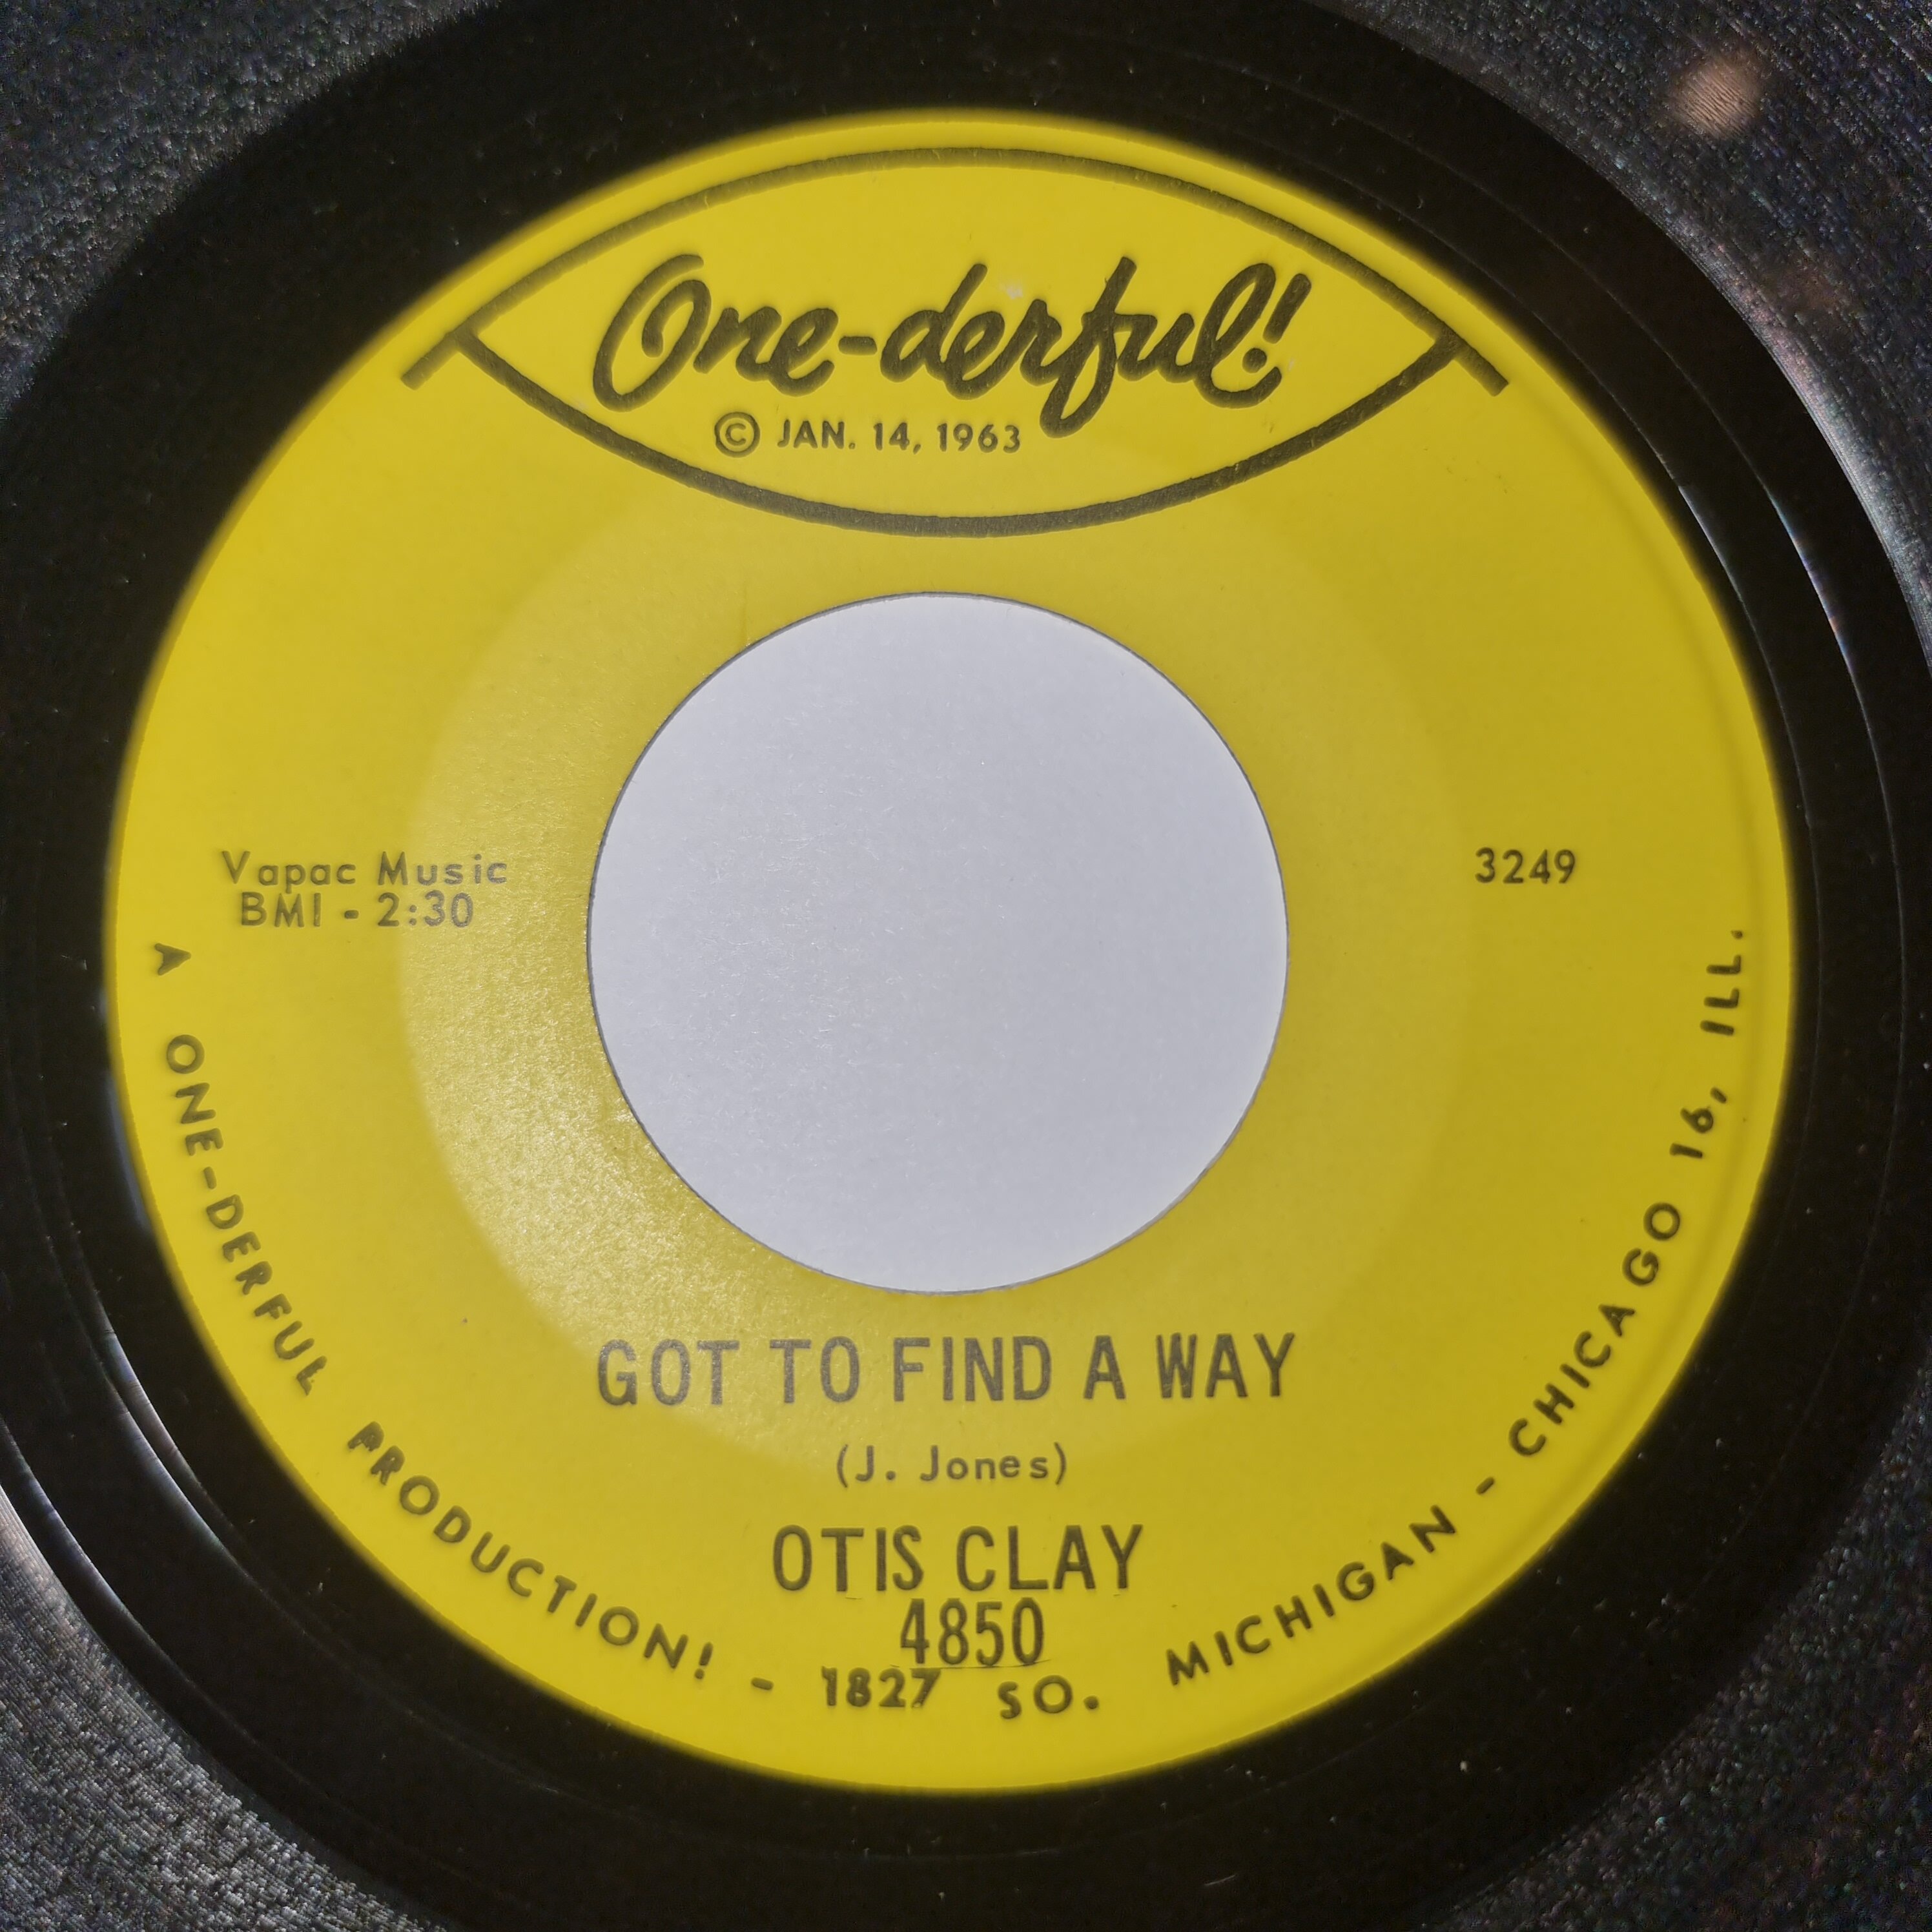 One-derful!
© JAN. 14, 1963
Vapac Music
BMI - 2:30
3249
GOT TO FIND A WAY
(J. Jones)
OTIS CLAY
4850
A ONE-DERFUL PRODUCTION! - 1827 SO. MICHIGAN - CHICAGO 16, ILL.